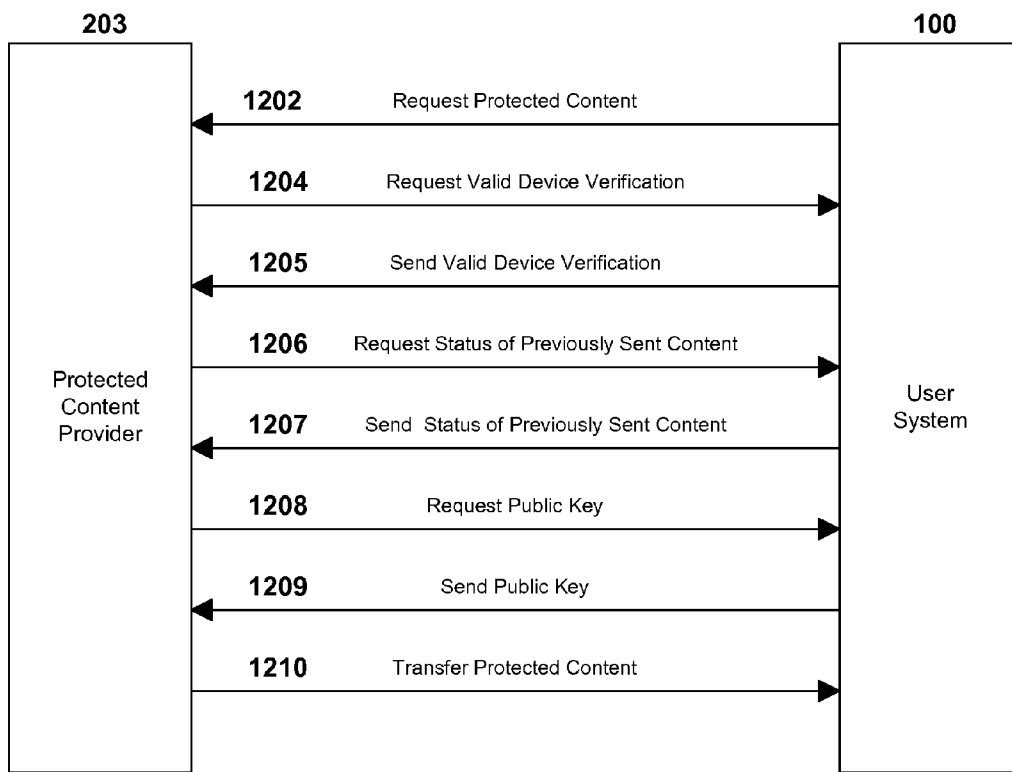 203
100
1202 Request Protected Content
1204 Request Valid Device Verification
1205 Send Valid Device Verification
1206 Request Status of Previously Sent Content
1207 Send Status of Previously Sent Content
1208 Request Public Key
1209 Send Public Key
1210 Transfer Protected Content
Protected
Content
Provider
User
System